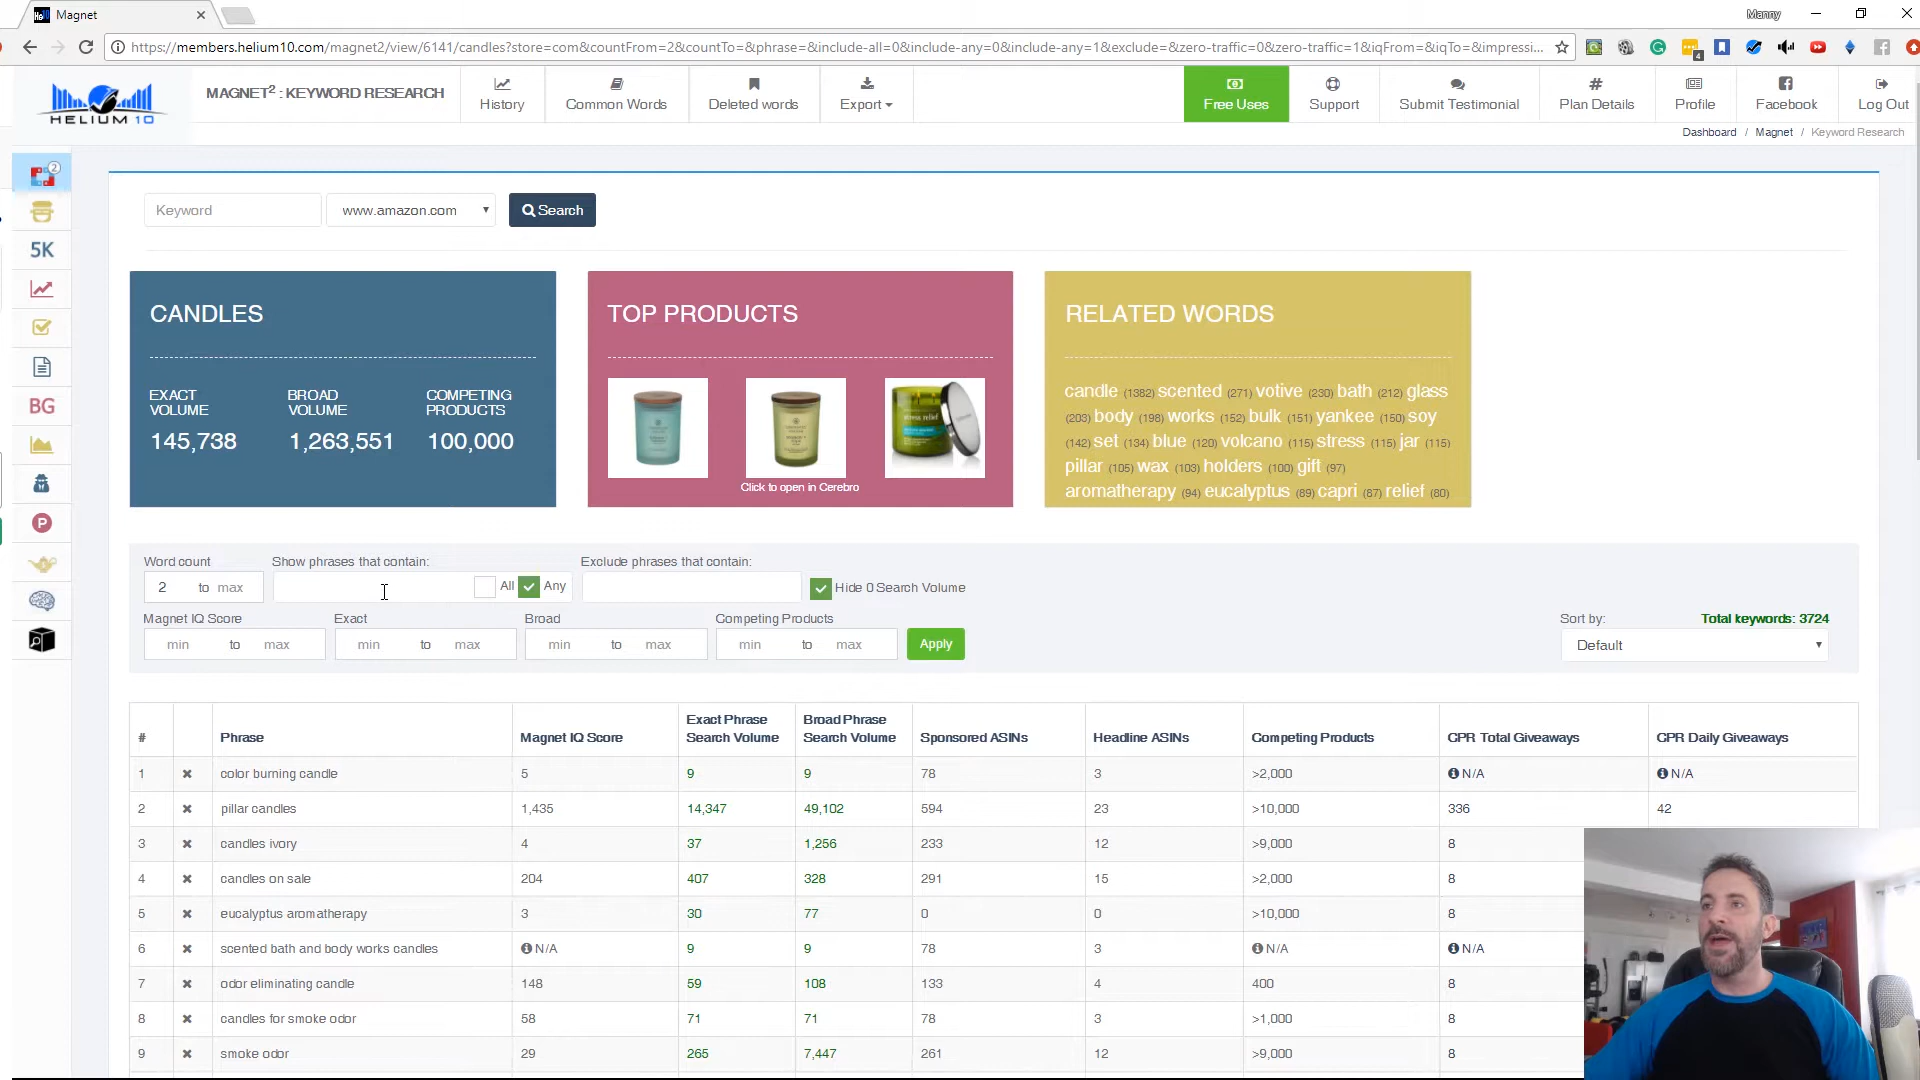 Magnet
Manny
https://members.helium10.com/magnet2/view/6141/candles?store=com&countFrom=2&countTo=&phrase=&include-all=0&include-any=0&include-any=1&exclude=&zero-traffic=0&zero-traffic=1&iqFrom=&iqTo=&impressi...
4
HELIUM 10
MAGNET² : KEYWORD RESEARCH
History
Common Words
Deleted words
Export
Free Uses
Support
Submit Testimonial
Plan Details
Profile
Facebook
Log Out
Dashboard / Magnet / Keyword Research
2
5K
BG
P
Keyword
www.amazon.com
Search
CANDLES
EXACT VOLUME
145,738
BROAD VOLUME
1,263,551
COMPETING PRODUCTS
100,000
TOP PRODUCTS
Click to open in Cerebro
RELATED WORDS
candle (1382) scented (271) votive (230) bath (212) glass
(203) body (198) works (152) bulk (151) yankee (150) soy
(142) set (134) blue (120) volcano (115) stress (115) jar (115)
pillar (105) wax (103) holders (100) gift (97)
aromatherapy (94) eucalyptus (89) capri (87) relief (80)
Word count
2 to max
Show phrases that contain:
All Any
Exclude phrases that contain:
Hide 0 Search Volume
Magnet IQ Score
min to max
Exact
min to max
Broad
min to max
Competing Products
min to max
Apply
Sort by:
Total keywords: 3724
Default
# Phrase Magnet IQ Score Exact Phrase Search Volume Broad Phrase Search Volume Sponsored ASINs Headline ASINs Competing Products CPR Total Giveaways CPR Daily Giveaways
1 color burning candle 5 9 9 78 3 >2,000 N/A N/A
2 pillar candles 1,435 14,347 49,102 594 23 >10,000 336 42
3 candles ivory 4 37 1,256 233 12 >9,000 8
4 candles on sale 204 407 328 291 15 >2,000 8
5 eucalyptus aromatherapy 3 30 77 0 0 >10,000 8
6 scented bath and body works candles N/A 9 9 78 3 N/A N/A
7 odor eliminating candle 148 59 108 133 4 400 8
8 candles for smoke odor 58 71 71 78 3 >1,000 8
9 smoke odor 29 265 7,447 261 12 >9,000 8